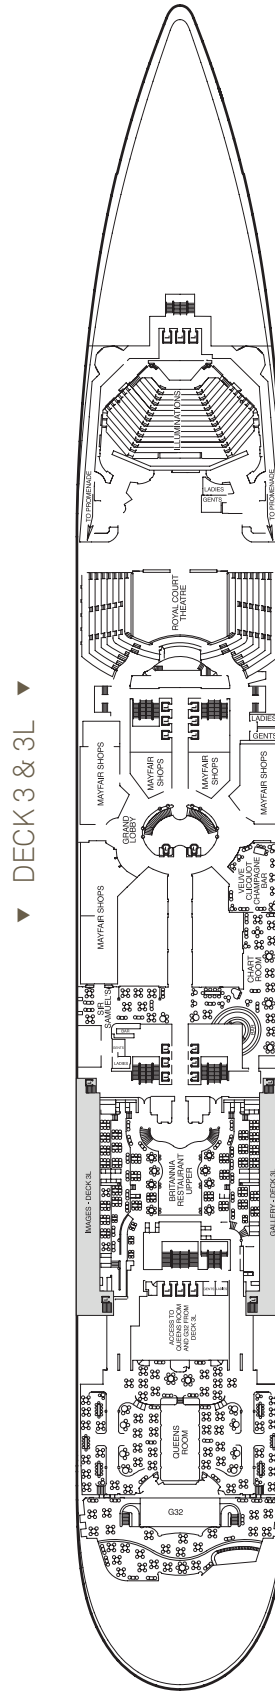 ▼ DECK 3 & 3L ▼
ILLUMINATIONS
TO PROMENADE
TO PROMENADE
LADIES
GENTS
ROYAL COURT
THEATRE
LADIES
GENTS
MAYFAIR SHOPS
MAYFAIR
SHOPS
MAYFAIR
SHOPS
MAYFAIR SHOPS
GRAND
LOBBY
MAYFAIR SHOPS
VEUVE
CLICQUOT
CHAMPAGNE
BAR
CHART
ROOM
SIR
SAMUEL'S
BAR
LADIES
IMAGES - DECK 3L
BRITANNIA
RESTAURANT
UPPER
GALLERY - DECK 3L
ACCESS TO
QUEENS ROOM
AND G32 FROM
DECK 3L
GENTS
LADIES
QUEENS
ROOM
G32